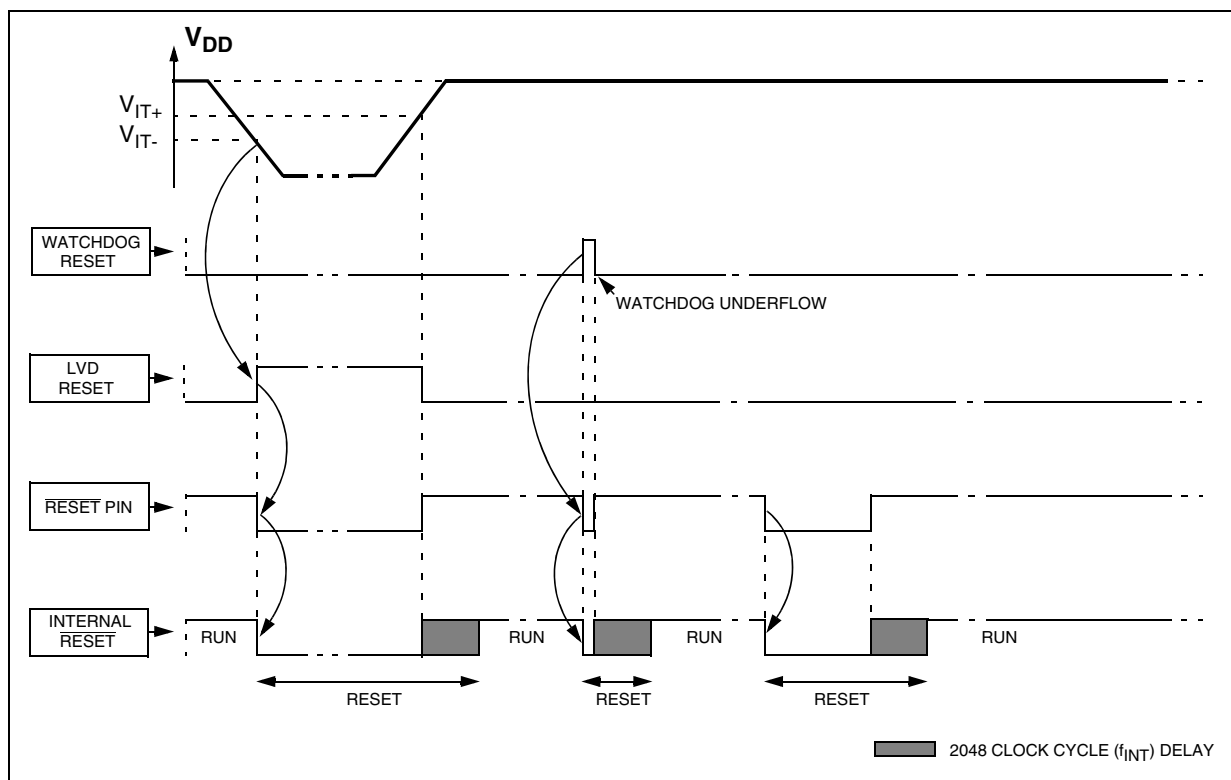 VDD
VIT+
VIT-
WATCHDOG
RESET
WATCHDOG UNDERFLOW
LVD
RESET
RESET PIN
INTERNAL
RESET
RUN
RUN
RUN
RUN
RESET
RESET
RESET
2048 CLOCK CYCLE (fINT) DELAY